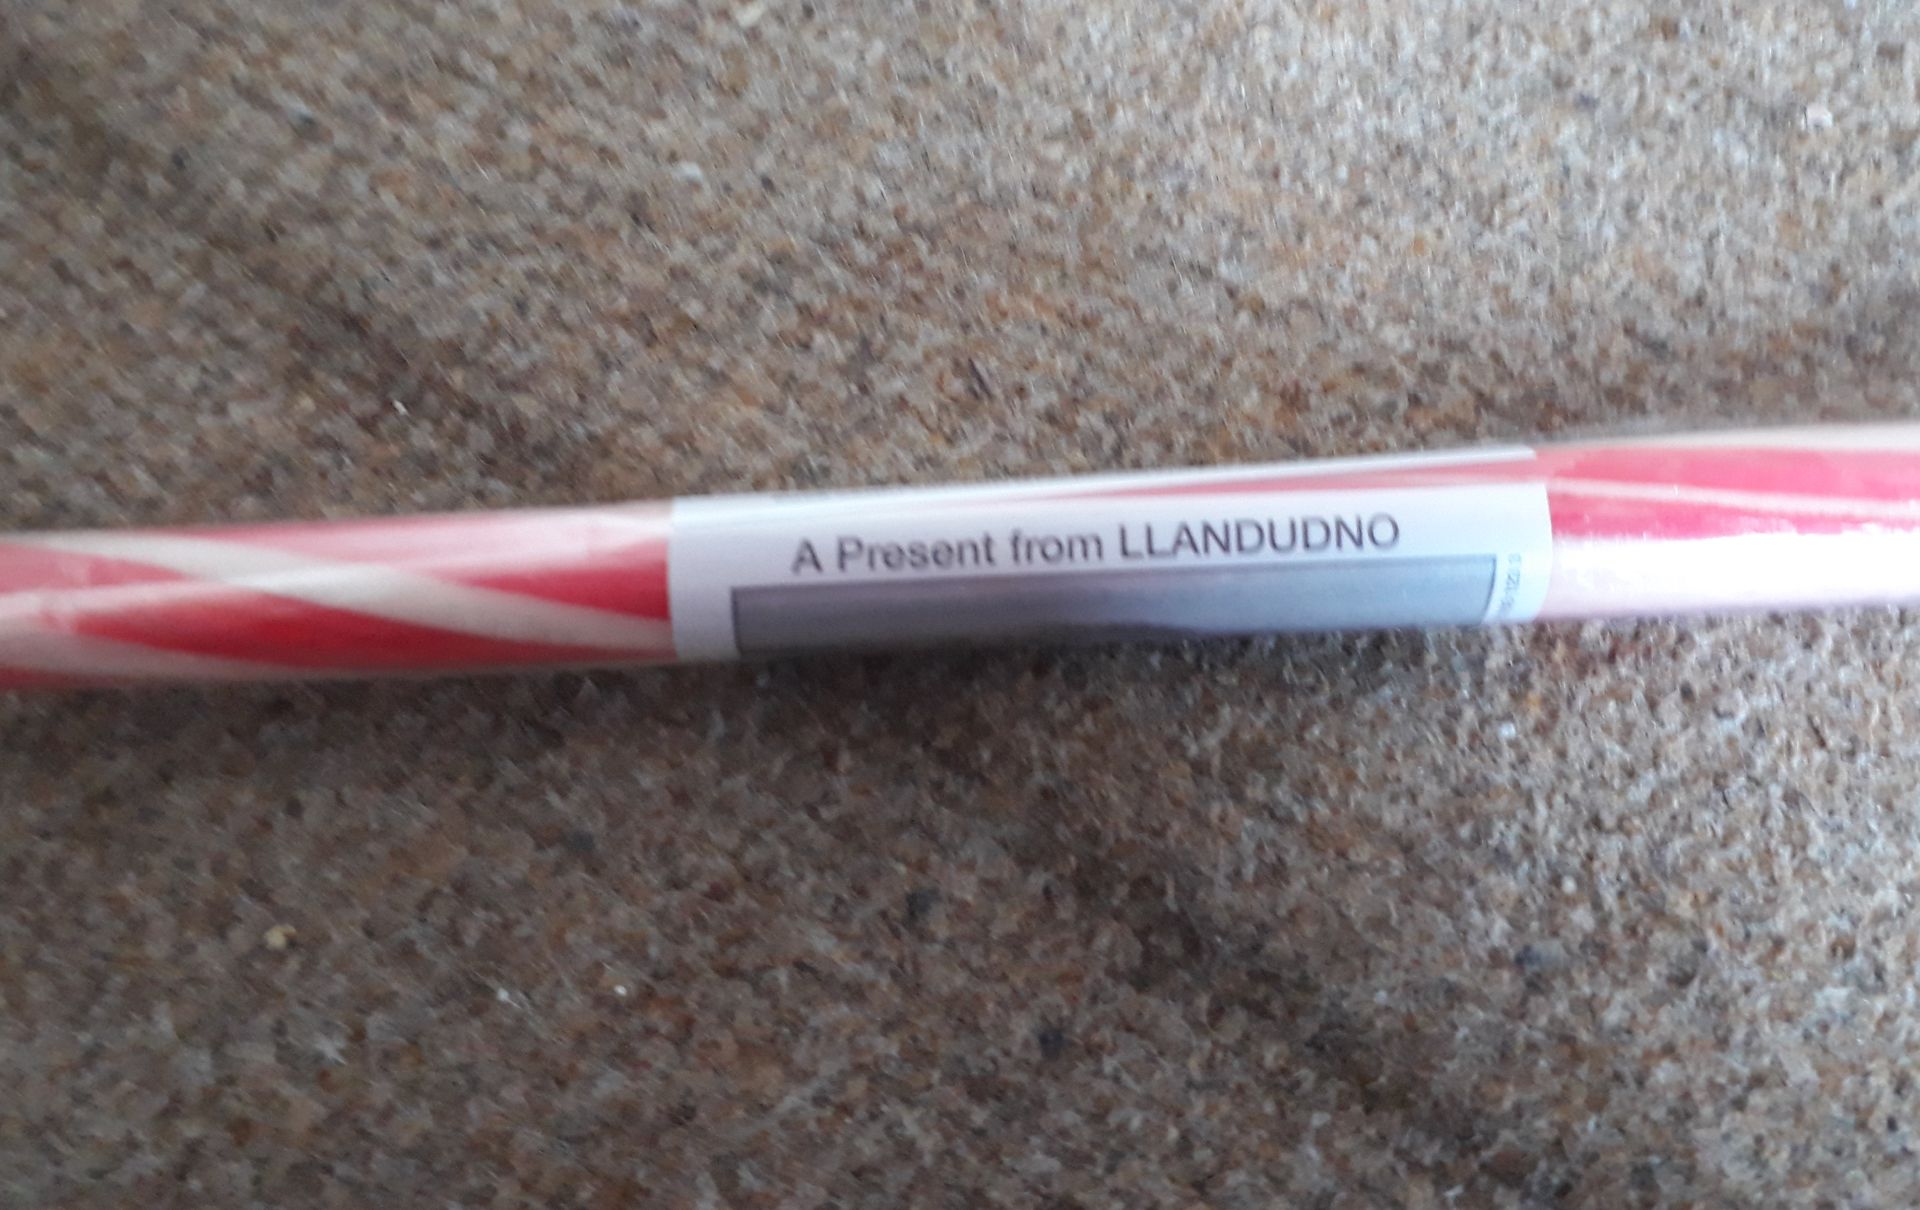 A Present from LLANDUDNO